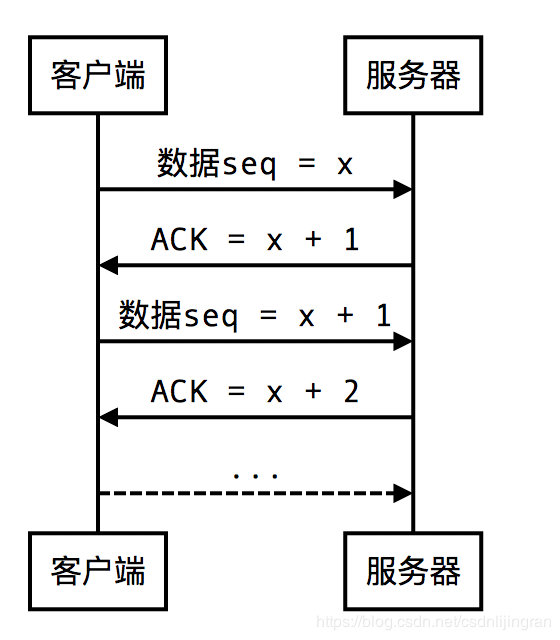 客户端 服务器
数据seq = x
ACK = x + 1
数据seq = x + 1
ACK = x + 2
...
客户端 服务器
https://blog.csdn.net/csdnlijingran